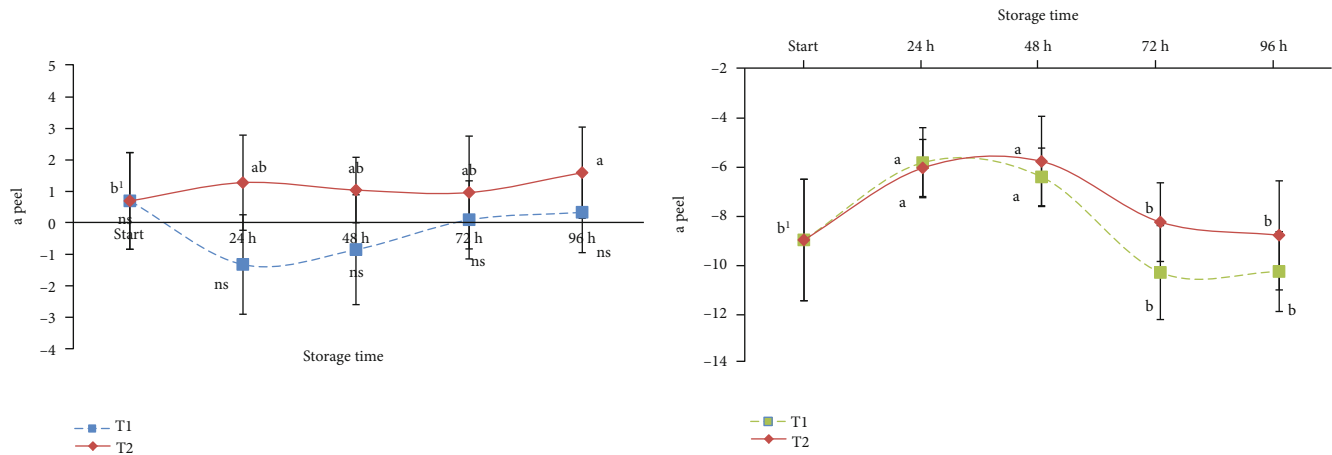 5
4
3
2
1
0
−1
−2
−3
−4
a peel
b¹
ns
Start
ab
24 h
ns
ab
48 h
ns
ab
72 h
ns
a
96 h
ns
Storage time
T1
T2
Storage time
Start
24 h
48 h
72 h
96 h
−2
−4
−6
−8
−10
−12
−14
a peel
b¹
a
a
a
a
b
b
b
b
T1
T2